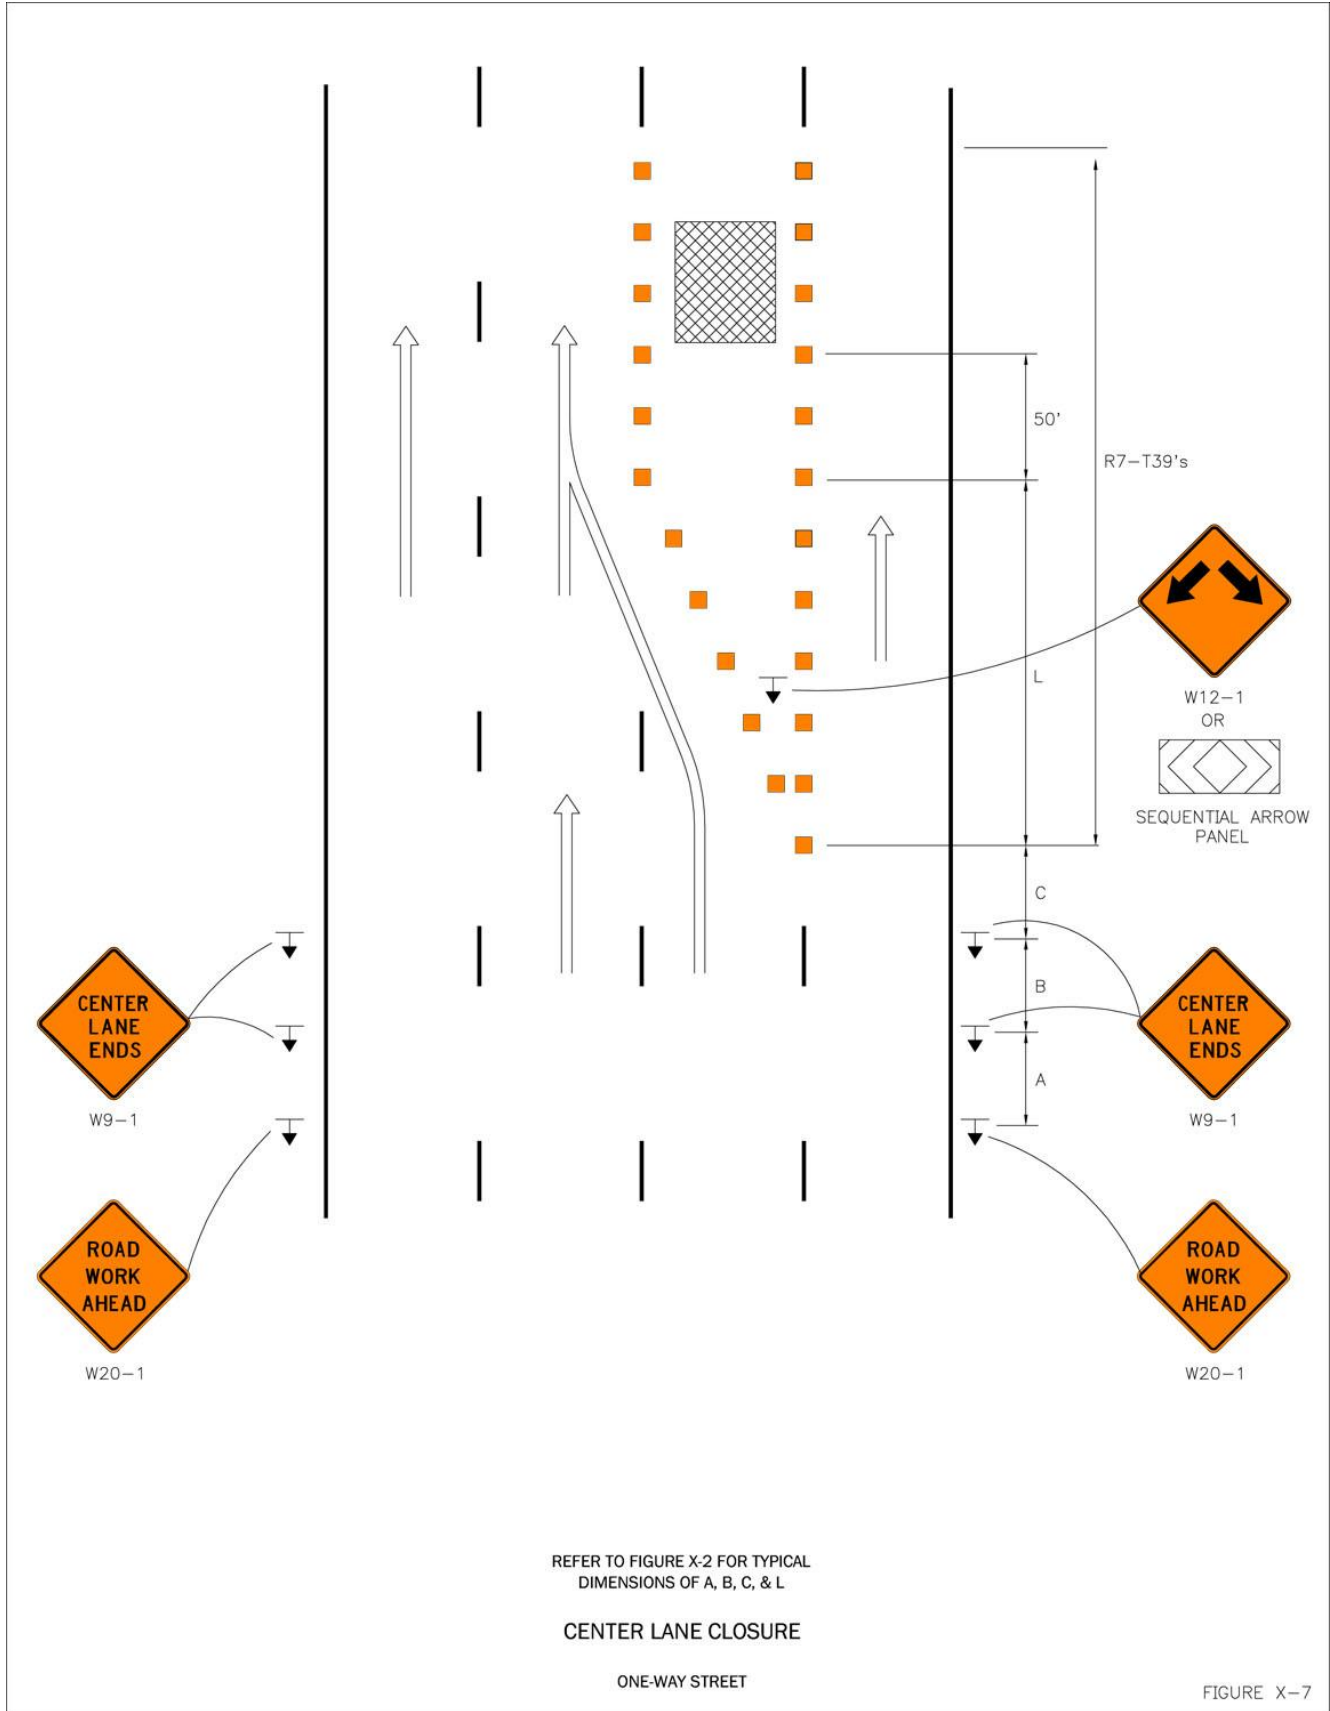 50'
R7-T39's
L
W12-1
OR
SEQUENTIAL ARROW
PANEL
C
B
A
CENTER
LANE
ENDS
W9-1
CENTER
LANE
ENDS
W9-1
ROAD
WORK
AHEAD
W20-1
ROAD
WORK
AHEAD
W20-1
REFER TO FIGURE X-2 FOR TYPICAL
DIMENSIONS OF A, B, C, & L
CENTER LANE CLOSURE
ONE-WAY STREET
FIGURE X-7